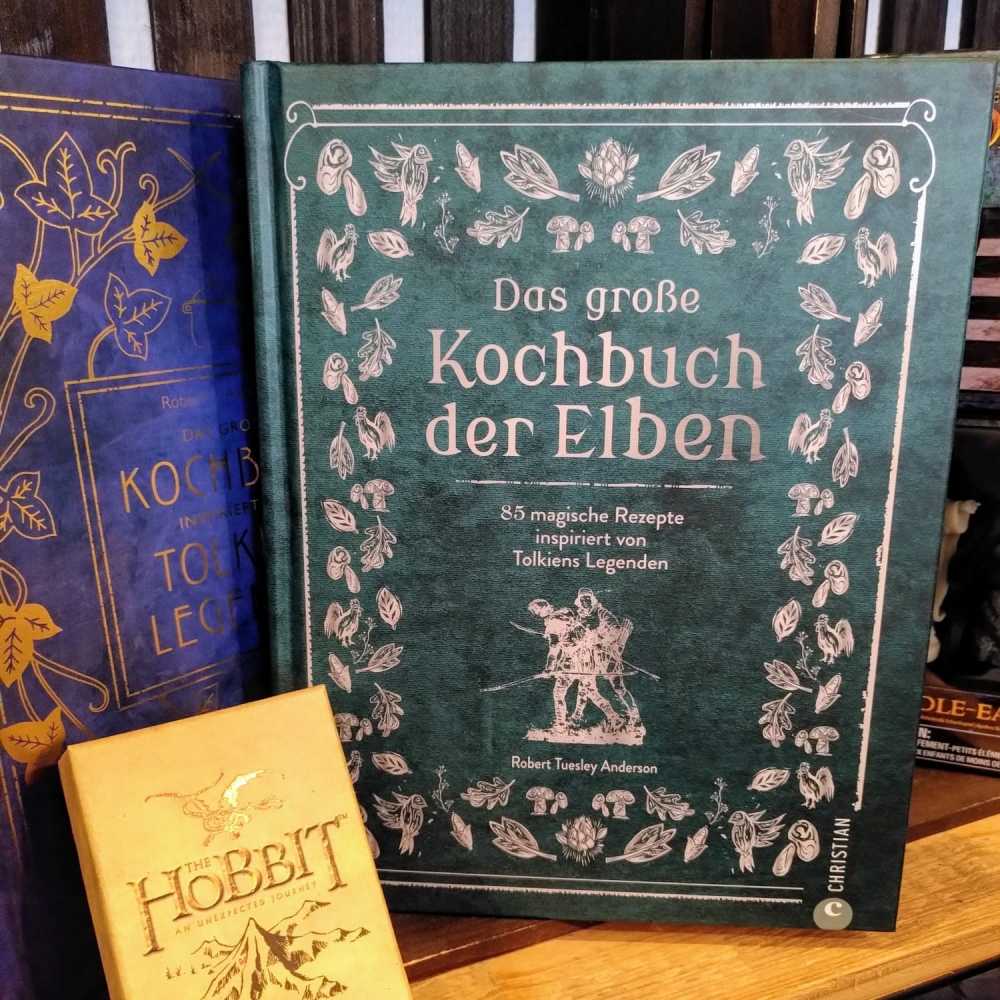 Das große
Kochbuch
der Elben
85 magische Rezepte
inspiriert von
Tolkiens Legenden
Robert Tuesley Anderson
CHRISTIAN
C
THE
HOBBIT™
AN UNEXPECTED JOURNEY